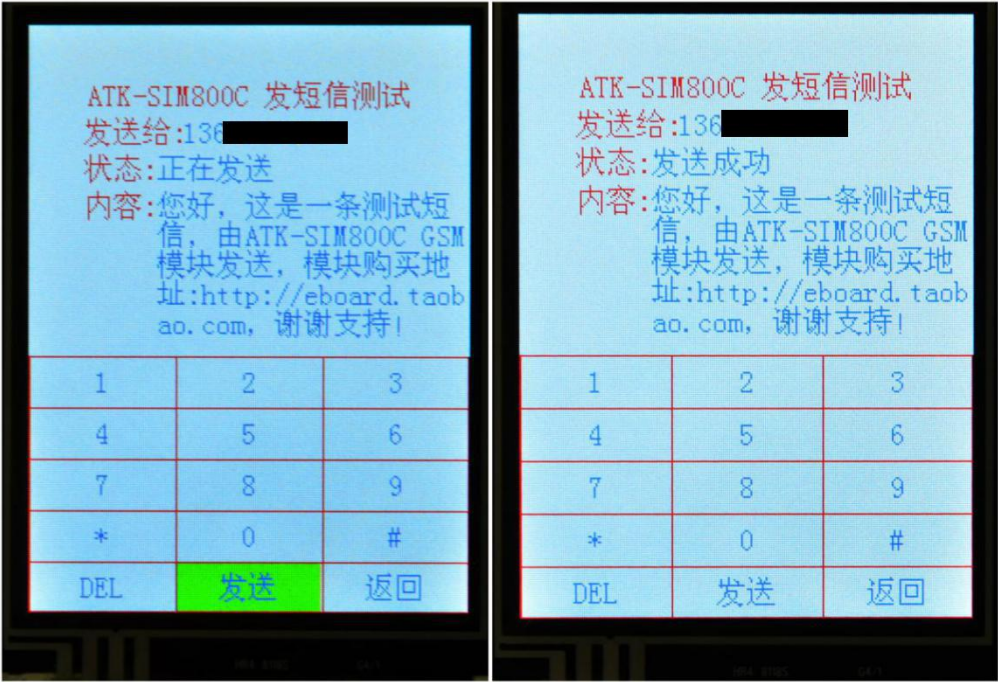 ATK-SIM800C 发短信测试
发送给:136
状态:正在发送
内容:您好，这是一条测试短
信，由ATK-SIM800C GSM
模块发送，模块购买地
址:http://eboard.taob
ao.com，谢谢支持!
1 2 3
4 5 6
7 8 9
* 0 #
DEL 发送 返回
ATK-SIM800C 发短信测试
发送给:136
状态:发送成功
内容:您好，这是一条测试短
信，由ATK-SIM800C GSM
模块发送，模块购买地
址:http://eboard.taob
ao.com，谢谢支持!
1 2 3
4 5 6
7 8 9
* 0 #
DEL 发送 返回